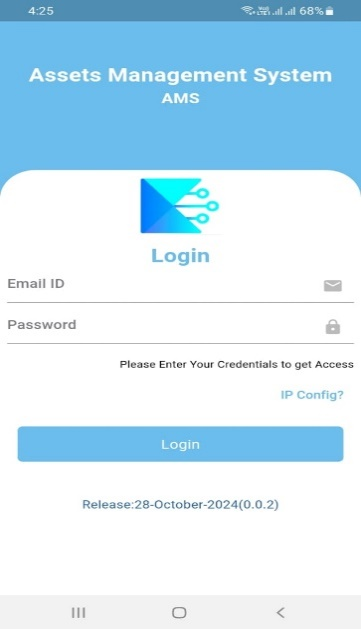 4:25
68%
Assets Management System
AMS
Login
Email ID
Password
Please Enter Your Credentials to get Access
IP Config?
Login
Release:28-October-2024(0.0.2)